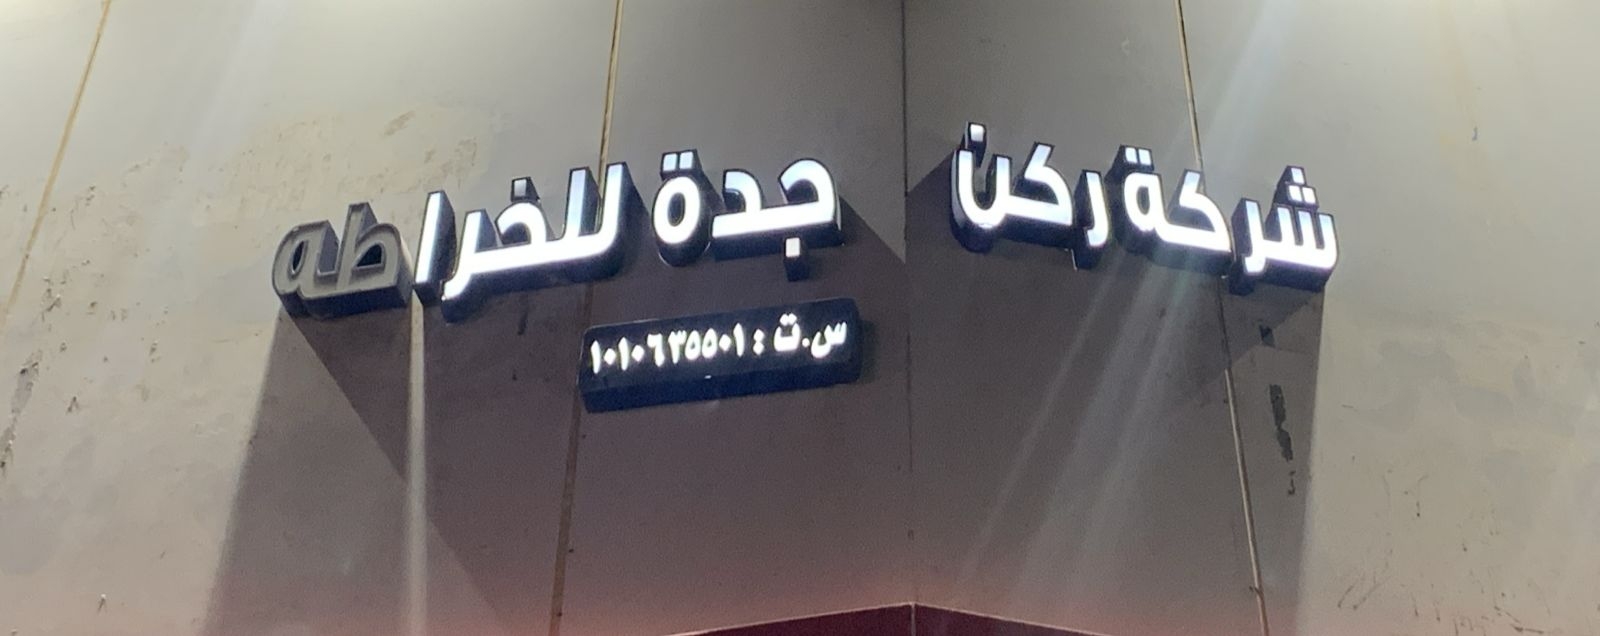 شركة ركن جدة للخراطه
س.ت : ١٠١٠٦٣٥٥٠١